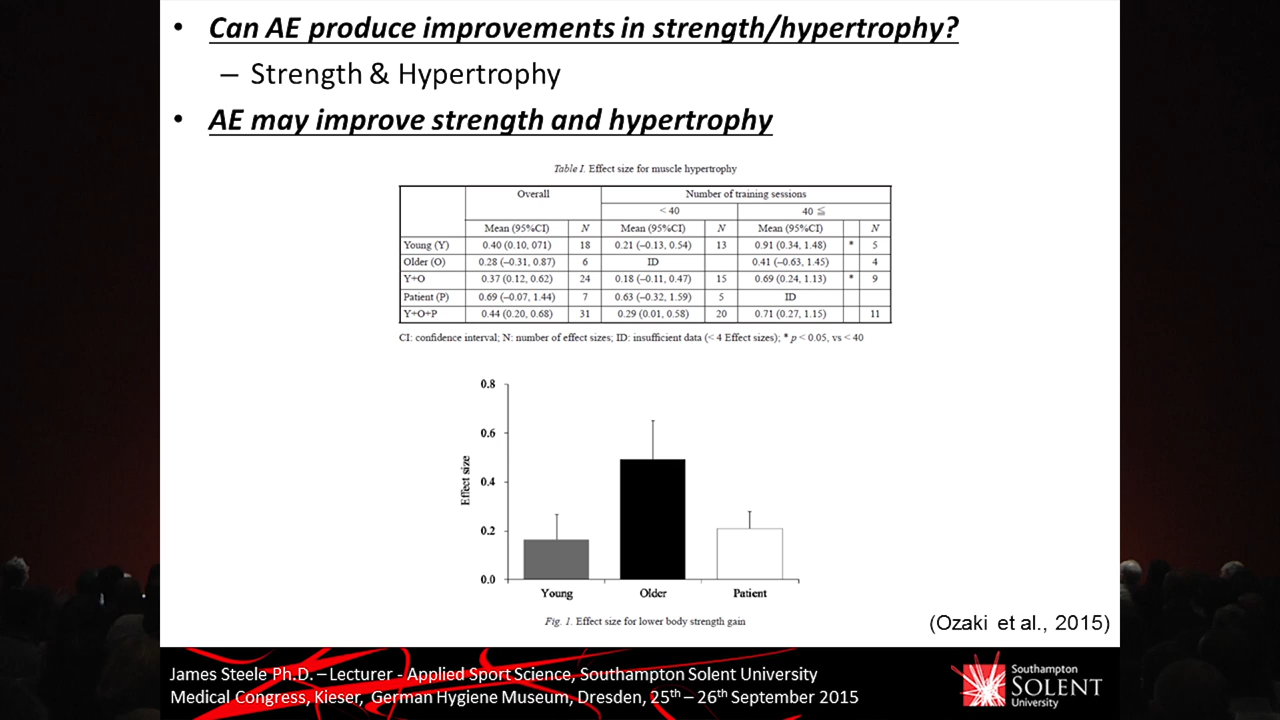 • Can AE produce improvements in strength/hypertrophy?
– Strength & Hypertrophy
• AE may improve strength and hypertrophy
Table I. Effect size for muscle hypertrophy
Overall Number of training sessions
< 40 40 ≦
Mean (95%CI) N Mean (95%CI) N Mean (95%CI) N
Young (Y) 0.40 (0.10, 071) 18 0.21 (–0.13, 0.54) 13 0.91 (0.34, 1.48) * 5
Older (O) 0.28 (–0.31, 0.87) 6 ID 0.41 (–0.63, 1.45) 4
Y+O 0.37 (0.12, 0.62) 24 0.18 (–0.11, 0.47) 15 0.69 (0.24, 1.13) * 9
Patient (P) 0.69 (–0.07, 1.44) 7 0.63 (–0.32, 1.59) 5 ID
Y+O+P 0.44 (0.20, 0.68) 31 0.29 (0.01, 0.58) 20 0.71 (0.27, 1.15) 11
CI: confidence interval; N: number of effect sizes; ID: insufficient data (< 4 Effect sizes); * p < 0.05, vs < 40
0.8
0.6
0.4
0.2
0.0
Effect size
Young Older Patient
Fig. 1. Effect size for lower body strength gain
(Ozaki et al., 2015)
James Steele Ph.D. – Lecturer - Applied Sport Science, Southampton Solent University
Medical Congress, Kieser, German Hygiene Museum, Dresden, 25th – 26th September 2015
Southampton
SOLENT
University